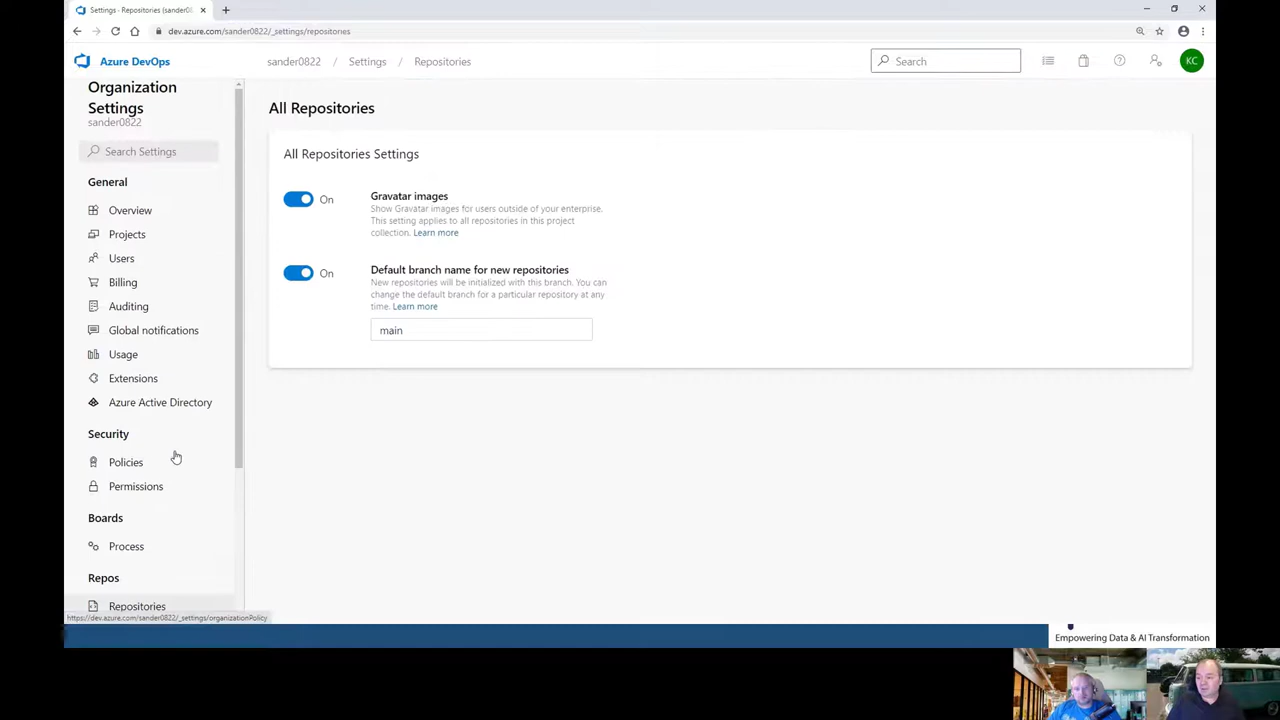 Settings - Repositories (sander0822
dev.azure.com/sander0822/_settings/repositories
Azure DevOps
sander0822 / Settings / Repositories
Search
KC
Organization
Settings
sander0822
Search Settings
General
Overview
Projects
Users
Billing
Auditing
Global notifications
Usage
Extensions
Azure Active Directory
Security
Policies
Permissions
Boards
Process
Repos
Repositories
All Repositories
All Repositories Settings
On
Gravatar images
Show Gravatar images for users outside of your enterprise.
This setting applies to all repositories in this project
collection. Learn more
On
Default branch name for new repositories
New repositories will be initialized with this branch. You can
change the default branch for a particular repository at any
time. Learn more
main
https://dev.azure.com/sander0822/_settings/organizationPolicy
Empowering Data & AI Transformation